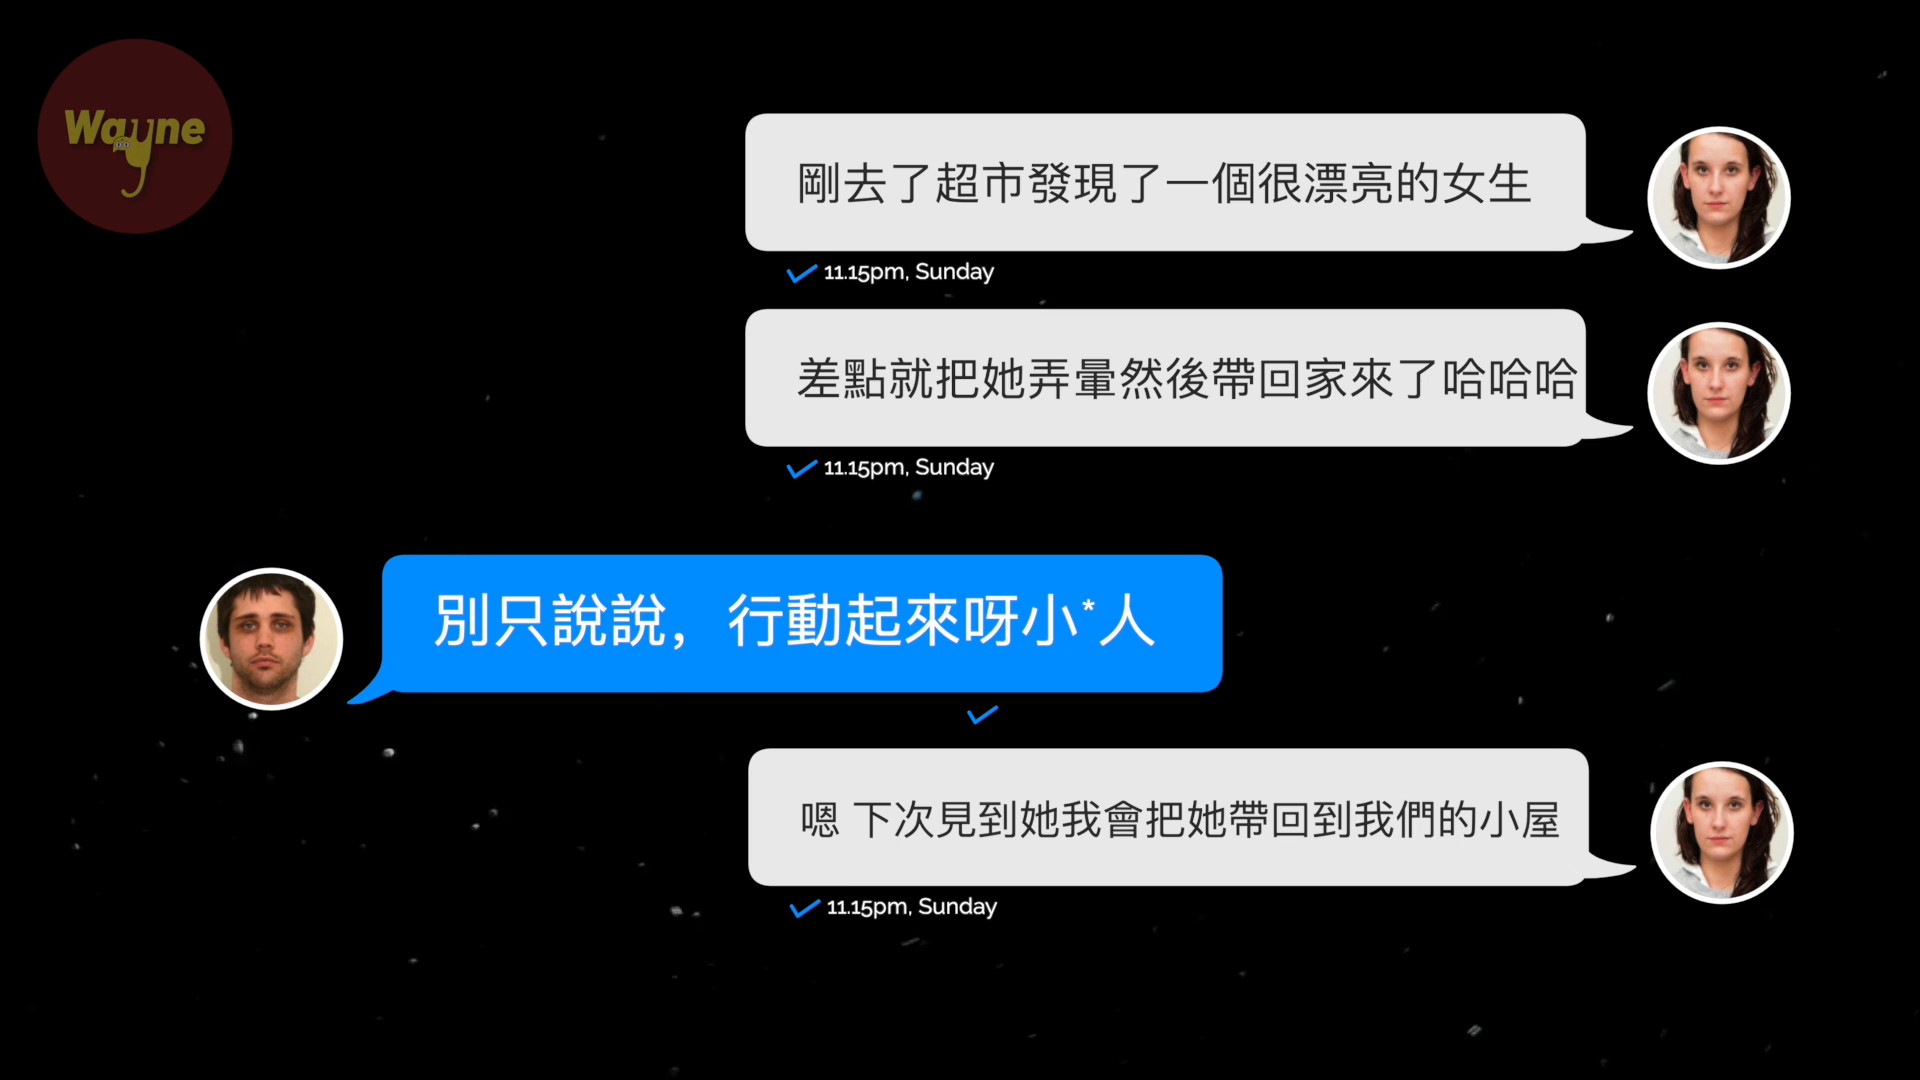 Wayne
剛去了超市發現了一個很漂亮的女生
11.15pm, Sunday
差點就把她弄暈然後帶回家來了哈哈哈
11.15pm, Sunday
別只說說，行動起來呀小*人
嗯 下次見到她我會把她帶回到我們的小屋
11.15pm, Sunday